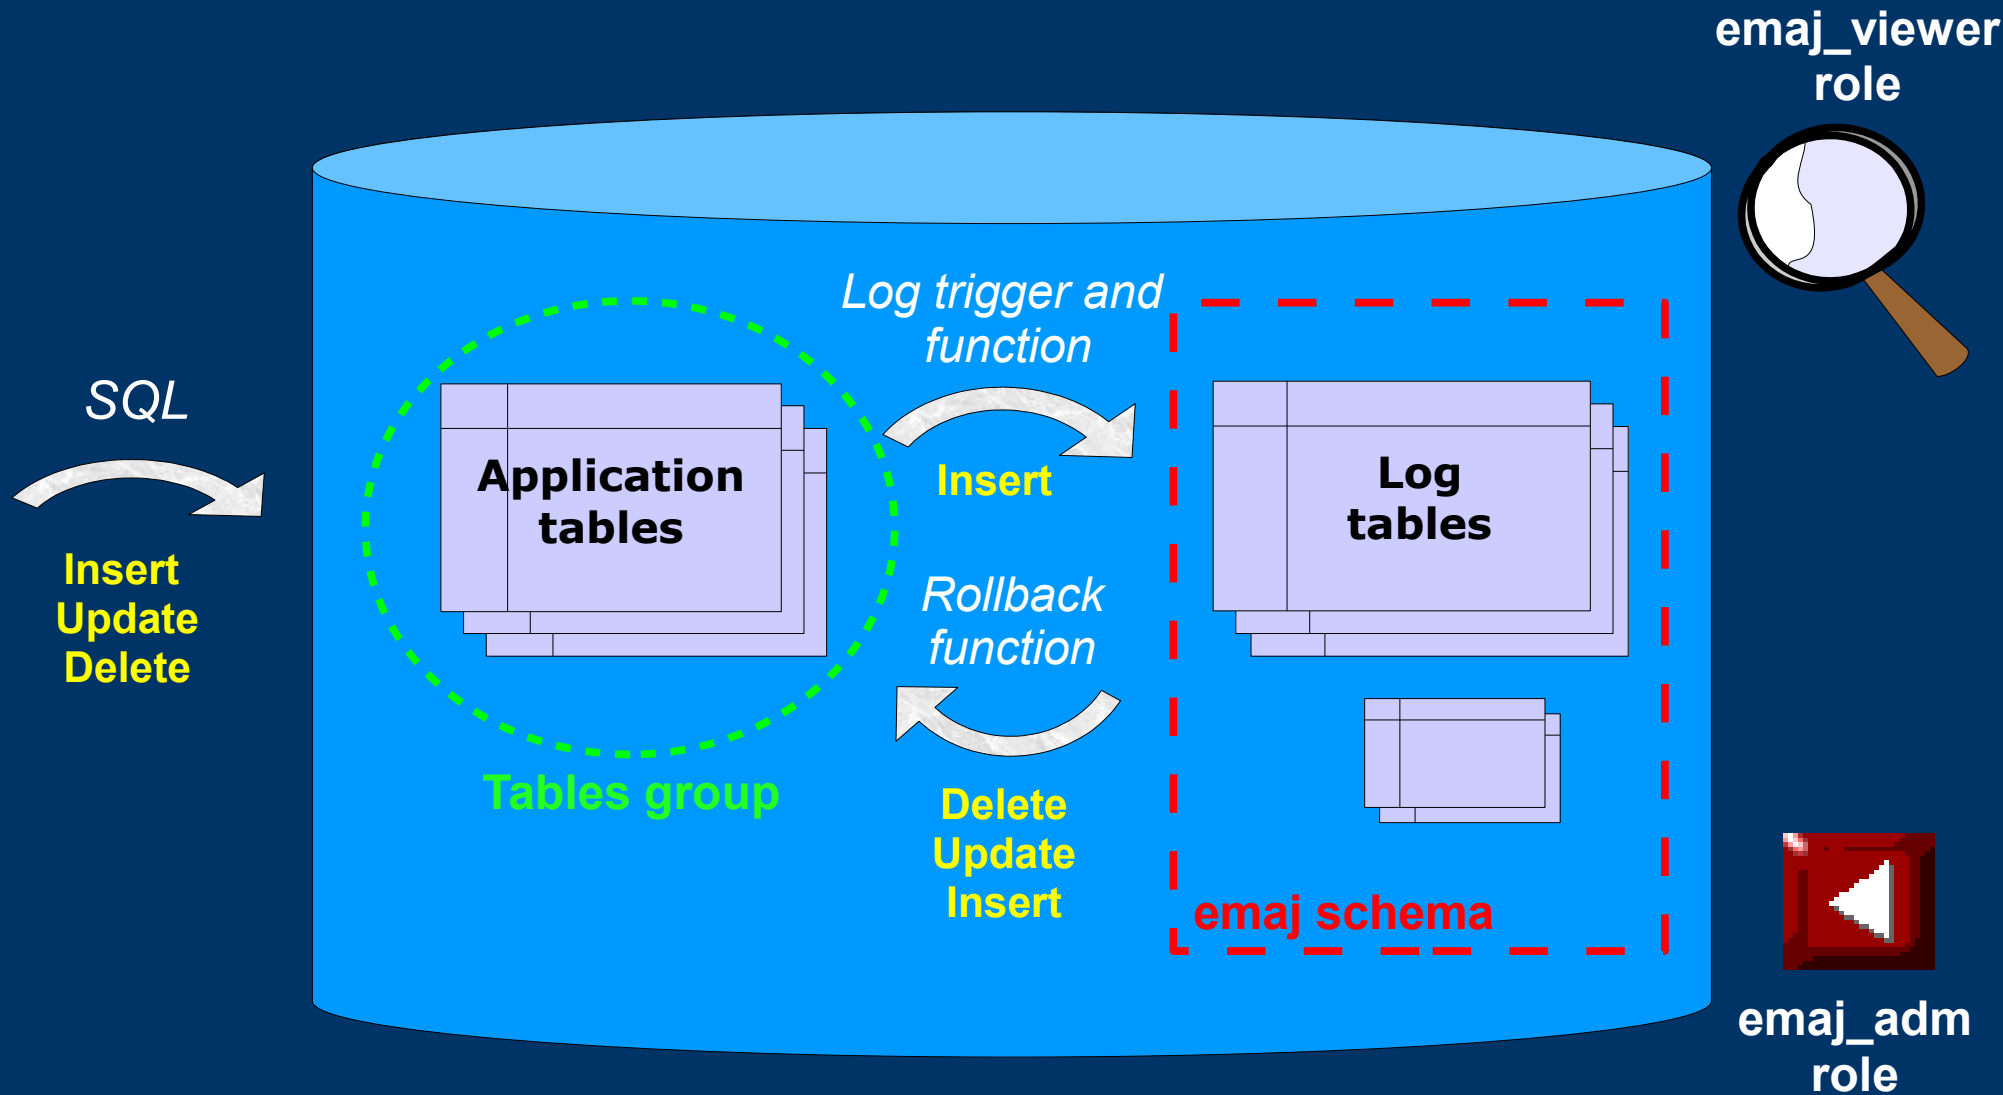 emaj_viewer
role
Log trigger and
function
SQL
Application
tables
Insert
Log
tables
Insert
Update
Delete
Rollback
function
Tables group
Delete
Update
Insert
emaj schema
emaj_adm
role